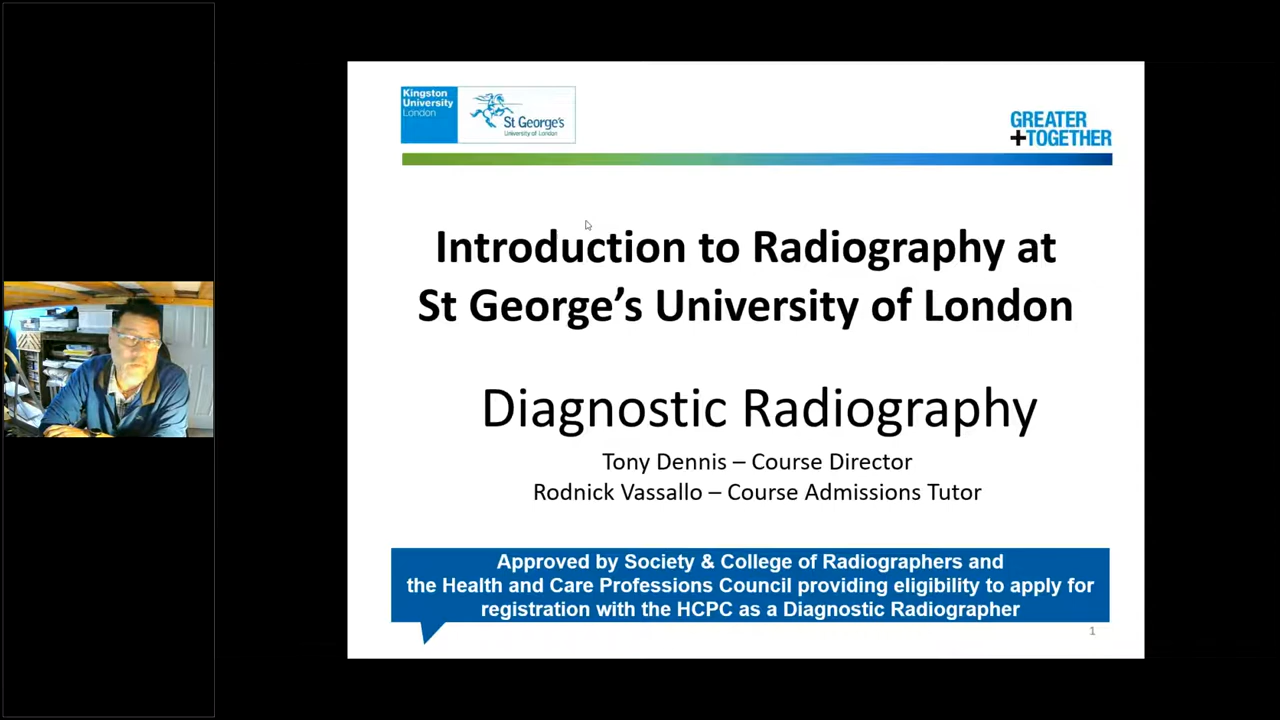 Kingston
University
London
St George's
University of London
GREATER
+TOGETHER
Introduction to Radiography at
St George’s University of London
Diagnostic Radiography
Tony Dennis – Course Director
Rodnick Vassallo – Course Admissions Tutor
Approved by Society & College of Radiographers and
the Health and Care Professions Council providing eligibility to apply for
registration with the HCPC as a Diagnostic Radiographer
1